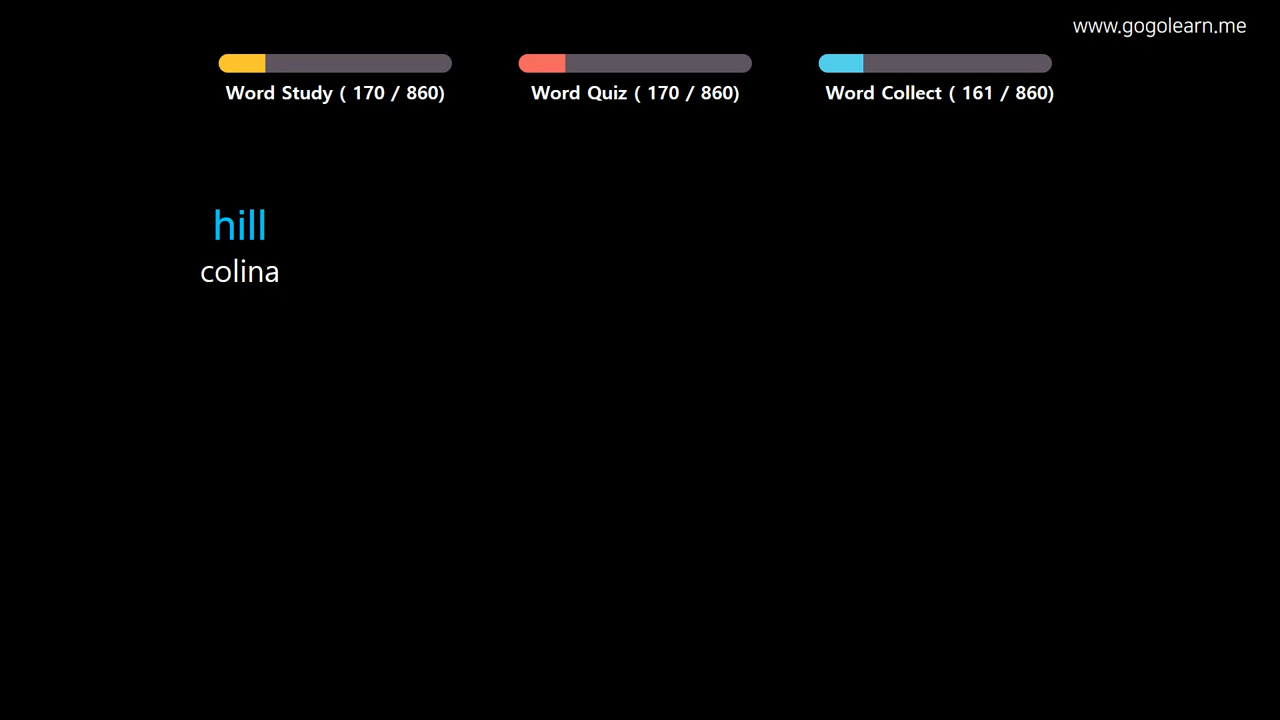 www.gogolearn.me
Word Study ( 170 / 860)
Word Quiz ( 170 / 860)
Word Collect ( 161 / 860)
hill
colina